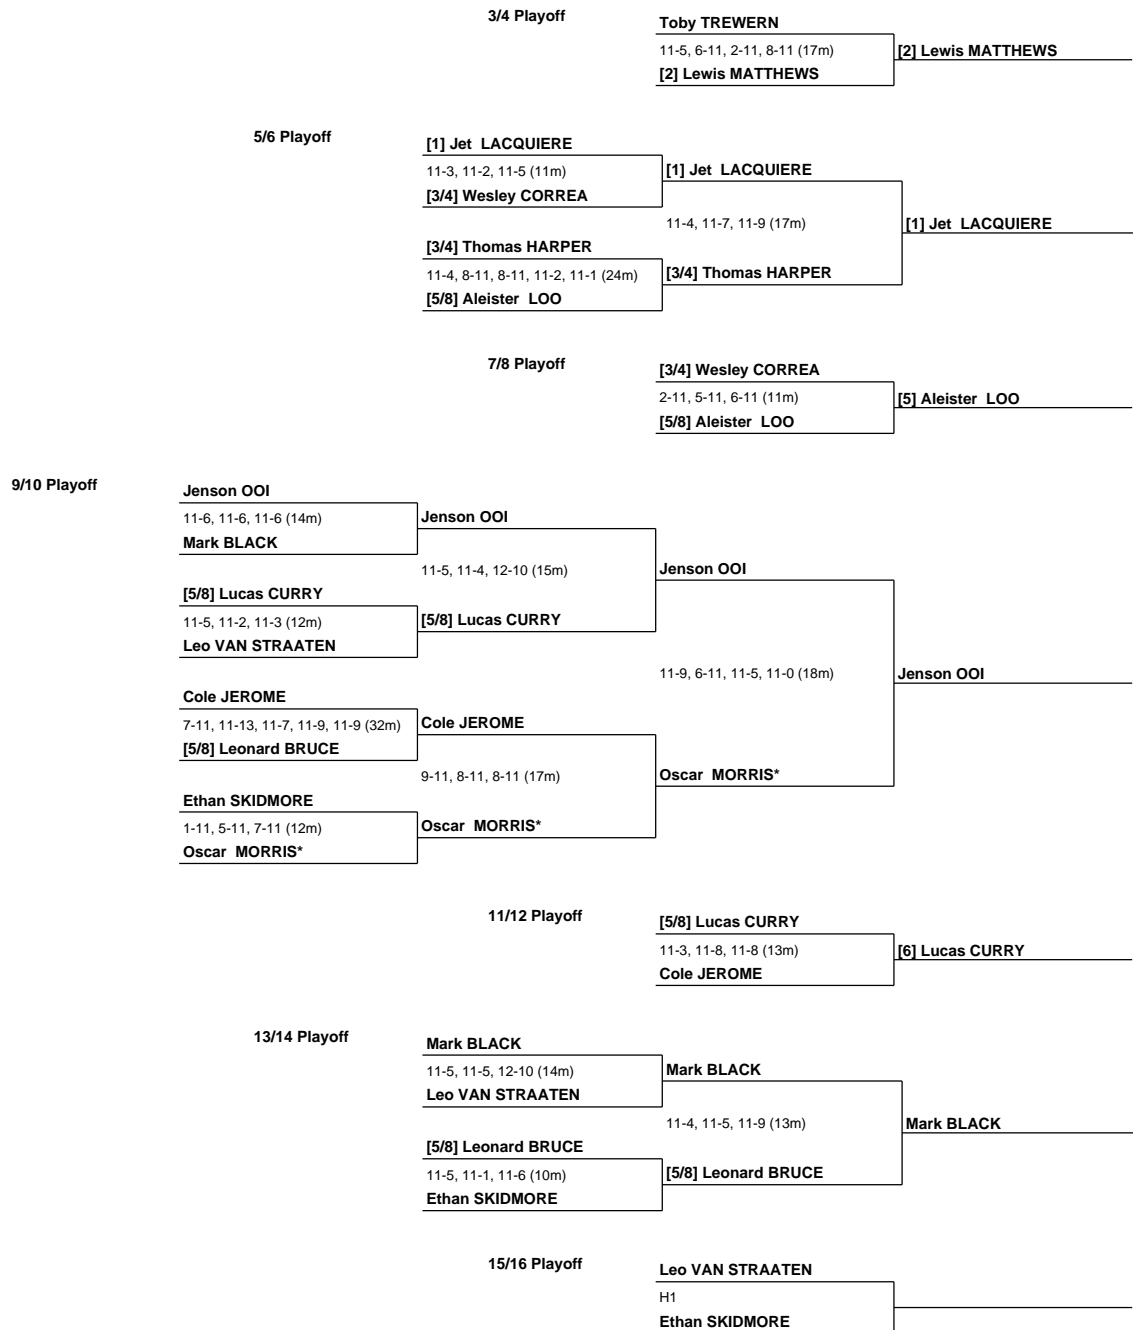 3/4 Playoff
Toby TREWERN
11-5, 6-11, 2-11, 8-11 (17m)
[2] Lewis MATTHEWS
[2] Lewis MATTHEWS
5/6 Playoff
[1] Jet  LACQUIERE
11-3, 11-2, 11-5 (11m)
[1] Jet  LACQUIERE
[3/4] Wesley CORREA
11-4, 11-7, 11-9 (17m)
[1] Jet  LACQUIERE
[3/4] Thomas HARPER
11-4, 8-11, 8-11, 11-2, 11-1 (24m)
[3/4] Thomas HARPER
[5/8] Aleister  LOO
7/8 Playoff
[3/4] Wesley CORREA
2-11, 5-11, 6-11 (11m)
[5] Aleister  LOO
[5/8] Aleister  LOO
9/10 Playoff
Jenson OOI
11-6, 11-6, 11-6 (14m)
Jenson OOI
Mark BLACK
11-5, 11-4, 12-10 (15m)
Jenson OOI
[5/8] Lucas CURRY
11-5, 11-2, 11-3 (12m)
[5/8] Lucas CURRY
Leo VAN STRAATEN
11-9, 6-11, 11-5, 11-0 (18m)
Jenson OOI
Cole JEROME
7-11, 11-13, 11-7, 11-9, 11-9 (32m)
Cole JEROME
[5/8] Leonard BRUCE
9-11, 8-11, 8-11 (17m)
Oscar  MORRIS*
Ethan SKIDMORE
1-11, 5-11, 7-11 (12m)
Oscar  MORRIS*
Oscar  MORRIS*
11/12 Playoff
[5/8] Lucas CURRY
11-3, 11-8, 11-8 (13m)
[6] Lucas CURRY
Cole JEROME
13/14 Playoff
Mark BLACK
11-5, 11-5, 12-10 (14m)
Mark BLACK
Leo VAN STRAATEN
11-4, 11-5, 11-9 (13m)
Mark BLACK
[5/8] Leonard BRUCE
11-5, 11-1, 11-6 (10m)
[5/8] Leonard BRUCE
Ethan SKIDMORE
15/16 Playoff
Leo VAN STRAATEN
H1
Ethan SKIDMORE